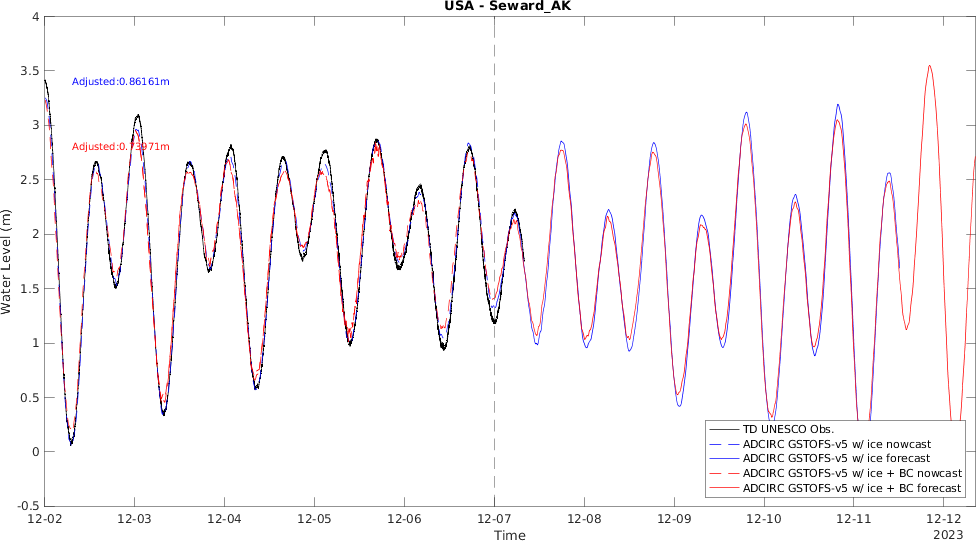 USA - Seward_AK
4
3.5
3
2.5
2
1.5
1
0.5
0
-0.5
Water Level (m)
Adjusted:0.86161m
Adjusted:0.73971m
TD UNESCO Obs.
ADCIRC GSTOFS-v5 w/ ice nowcast
ADCIRC GSTOFS-v5 w/ ice forecast
ADCIRC GSTOFS-v5 w/ ice + BC nowcast
ADCIRC GSTOFS-v5 w/ ice + BC forecast
12-02 12-03 12-04 12-05 12-06 12-07 12-08 12-09 12-10 12-11 12-12
Time
2023